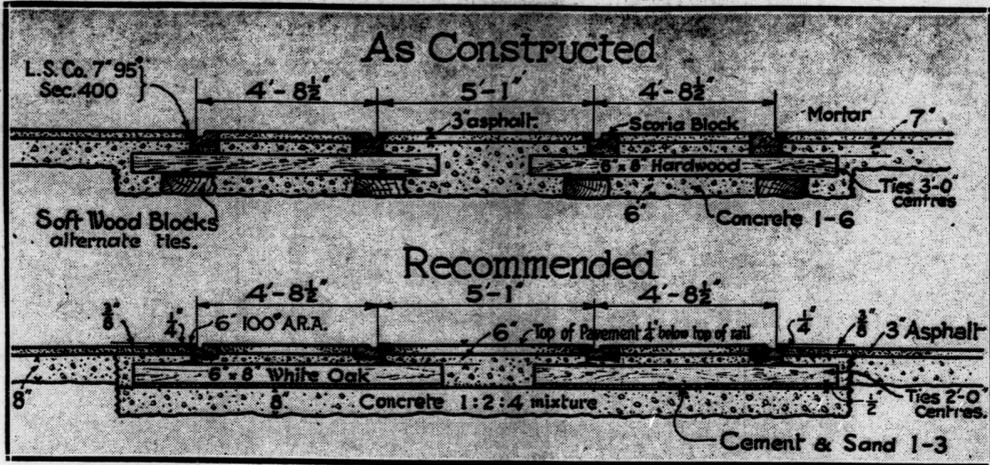 As Constructed
L.S. Co. 7" 95"
Sec. 400
4'-8½"
5'-1"
4'-8½"
3" asphalt.
Scoria Block
Mortar
7"
6" x 8" Hardwood
Ties 3'-0"
centres
Soft Wood Blocks
alternate ties.
6"
Concrete 1-6
Recommended
4'-8½"
5'-1"
4'-8½"
⅜"
¼"
6" 100" A.R.A.
6"
Top of Pavement ¼" below top of rail
¼"
⅜"
3" Asphalt
6" x 8" White Oak
8"
8"
Concrete 1:2:4 mixture
½"
Ties 2'-0"
Centres.
Cement & Sand 1-3